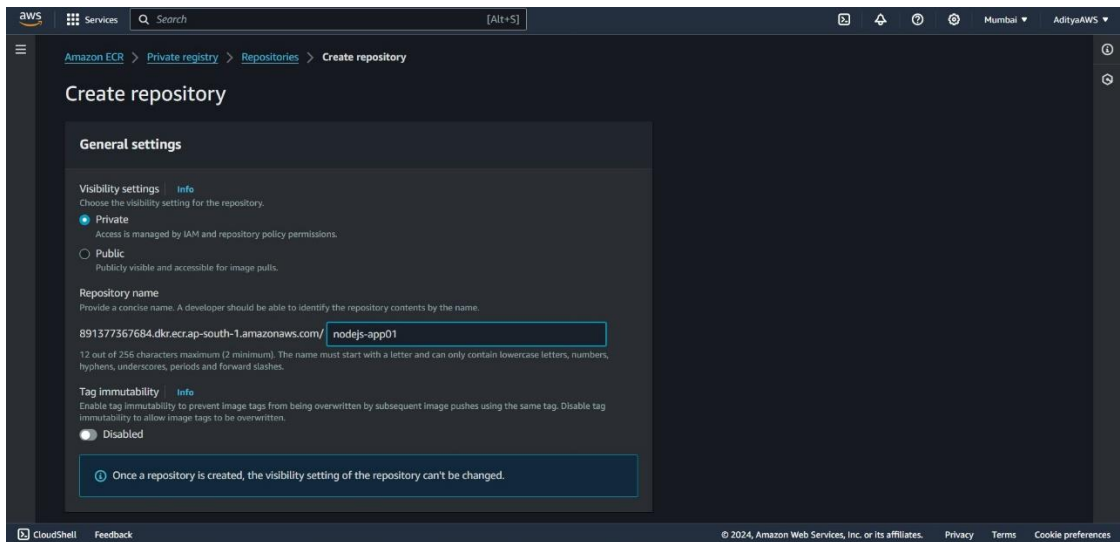 aws Services Search [Alt+S] Mumbai ▼ AdityaAWS ▼
Amazon ECR > Private registry > Repositories > Create repository
Create repository
General settings
Visibility settings | Info
Choose the visibility setting for the repository.
Private
Access is managed by IAM and repository policy permissions.
Public
Publicly visible and accessible for image pulls.
Repository name
Provide a concise name. A developer should be able to identify the repository contents by the name.
891377367684.dkr.ecr.ap-south-1.amazonaws.com/ nodejs-app01
12 out of 256 characters maximum (2 minimum). The name must start with a letter and can only contain lowercase letters, numbers,
hyphens, underscores, periods and forward slashes.
Tag immutability | Info
Enable tag immutability to prevent image tags from being overwritten by subsequent image pushes using the same tag. Disable tag
immutability to allow image tags to be overwritten.
Disabled
Once a repository is created, the visibility setting of the repository can't be changed.
CloudShell Feedback © 2024, Amazon Web Services, Inc. or its affiliates. Privacy Terms Cookie preferences